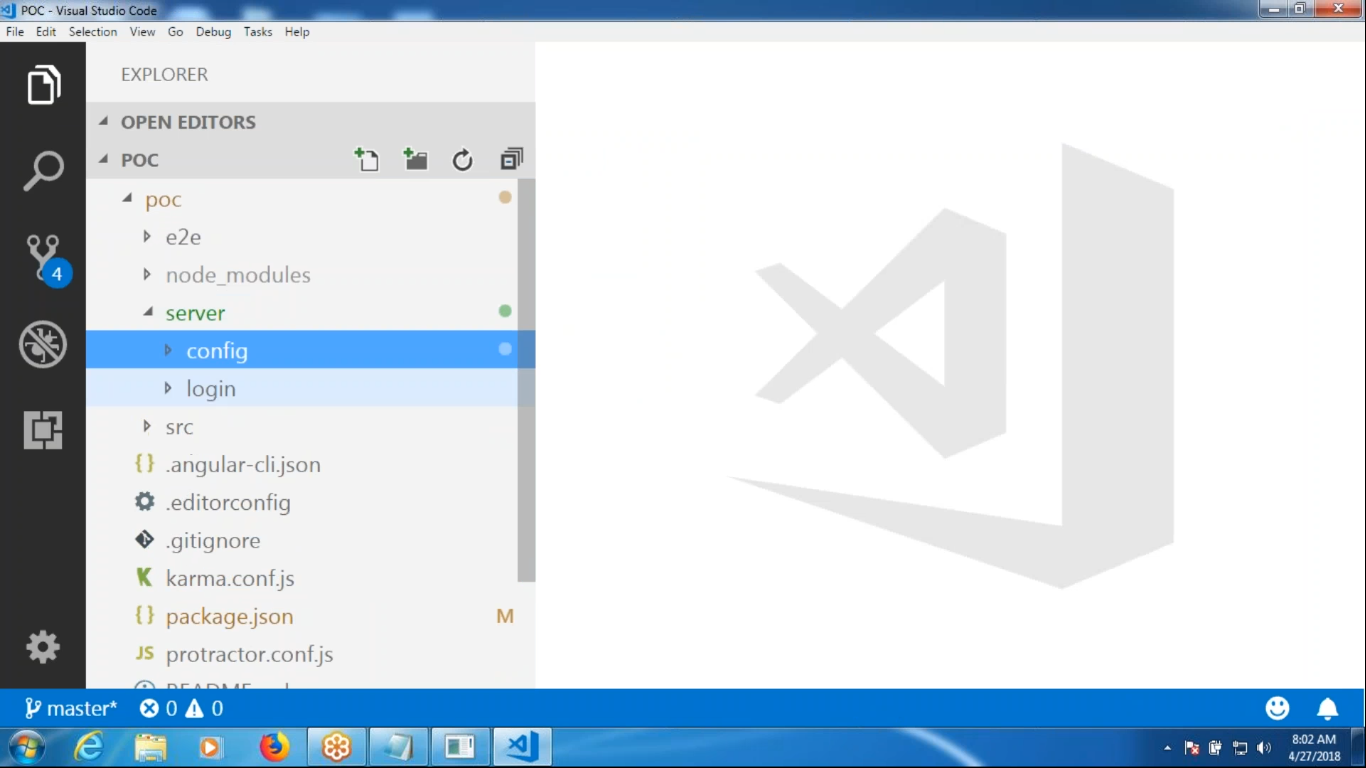 POC - Visual Studio Code
File Edit Selection View Go Debug Tasks Help
EXPLORER
OPEN EDITORS
POC
poc
e2e
node_modules
4
server
config
login
src
{ } .angular-cli.json
.editorconfig
.gitignore
K karma.conf.js
{ } package.json M
JS protractor.conf.js
master* 0 0
8:02 AM
4/27/2018